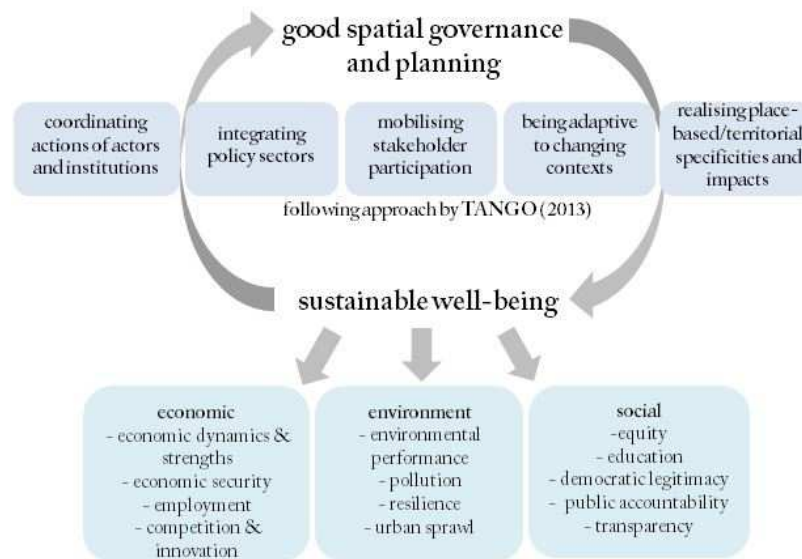 good spatial governance
and planning
coordinating
actions of actors
and institutions
integrating
policy sectors
mobilising
stakeholder
participation
being adaptive
to changing
contexts
realising place-
based/territorial
specificities and
impacts
following approach by TANGO (2013)
sustainable well-being
economic
- economic dynamics &
strengths
- economic security
- employment
- competition &
innovation
environment
- environmental
performance
- pollution
- resilience
- urban sprawl
social
-equity
- education
- democratic legitimacy
- public accountability
- transparency